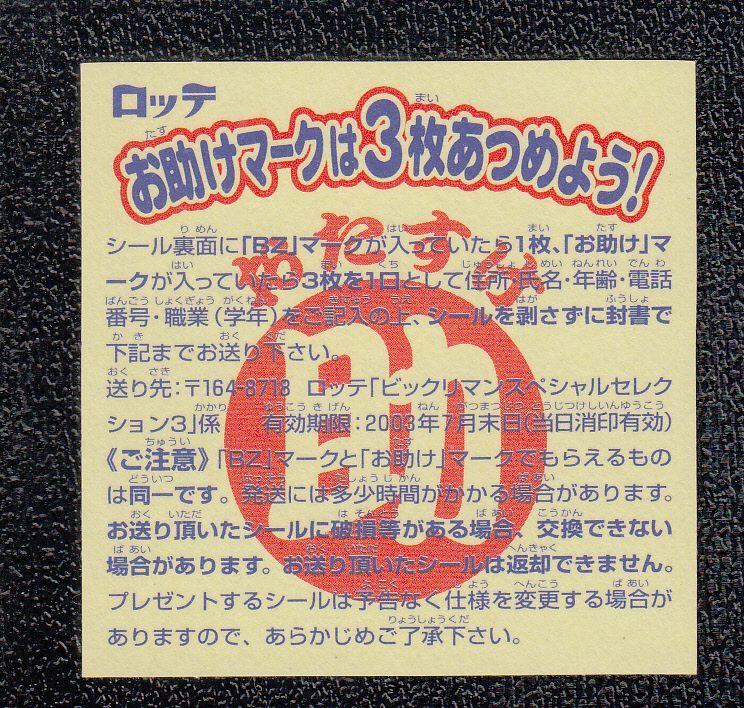 ロッテ
お助けマークは3枚あつめよう!
おたすけ
シール裏面に「BZ」マークが入っていたら1枚、「お助け」マ
ークが入っていたら3枚を1口として住所・氏名・年齢・電話
番号・職業(学年)をご記入の上、シールを剥さずに封書で
下記までお送り下さい。
送り先:〒164-8718 ロッテ「ビックリマンスペシャルセレク
ション3」係 有効期限:2003年7月末日(当日消印有効)
《ご注意》「BZ」マークと「お助け」マークでもらえるもの
は同一です。発送には多少時間がかかる場合があります。
お送り頂いたシールに破損等がある場合、交換できない
場合があります。お送り頂いたシールは返却できません。
プレゼントするシールは予告なく仕様を変更する場合が
ありますので、あらかじめご了承下さい。
助